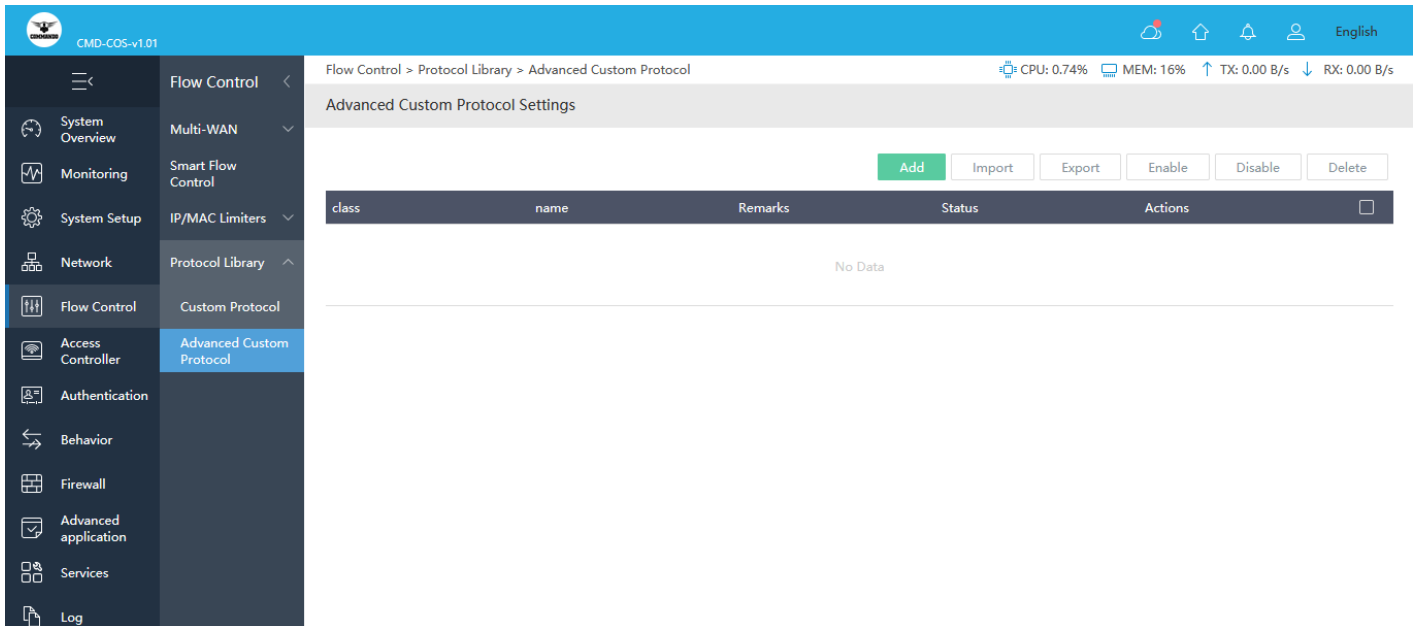 COMMANDO
CMD-COS-v1.01
English
Flow Control
Flow Control > Protocol Library > Advanced Custom Protocol
CPU: 0.74%
MEM: 16%
TX: 0.00 B/s
RX: 0.00 B/s
Advanced Custom Protocol Settings
System
Overview
Monitoring
System Setup
Network
Flow Control
Access
Controller
Authentication
Behavior
Firewall
Advanced
application
Services
Log
Multi-WAN
Smart Flow
Control
IP/MAC Limiters
Protocol Library
Custom Protocol
Advanced Custom
Protocol
Add
Import
Export
Enable
Disable
Delete
class
name
Remarks
Status
Actions
No Data